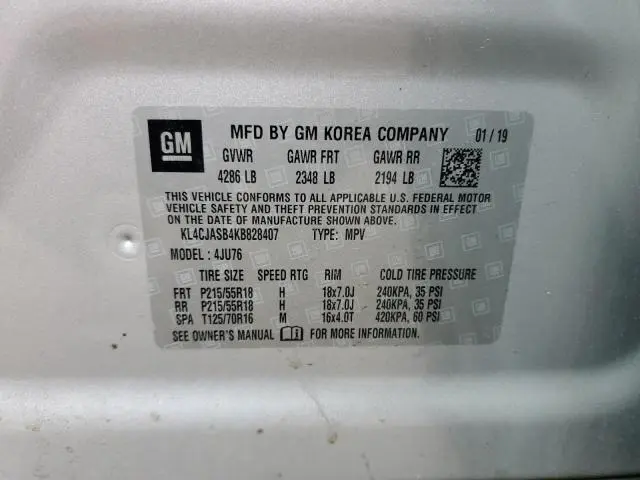 GM MFD BY GM KOREA COMPANY 01 / 19
GVWR GAWR FRT GAWR RR
4286 LB 2348 LB 2194 LB
THIS VEHICLE CONFORMS TO ALL APPLICABLE U.S. FEDERAL MOTOR
VEHICLE SAFETY AND THEFT PREVENTION STANDARDS IN EFFECT
ON THE DATE OF MANUFACTURE SHOWN ABOVE.
KL4CJASB4KB828407 TYPE: MPV
MODEL : 4JU76
TIRE SIZE SPEED RTG RIM COLD TIRE PRESSURE
FRT P215/55R18 H 18x7.0J 240KPA, 35 PSI
RR P215/55R18 H 18x7.0J 240KPA, 35 PSI
SPA T125/70R16 M 16x4.0T 420KPA, 60 PSI
SEE OWNER'S MANUAL FOR MORE INFORMATION.